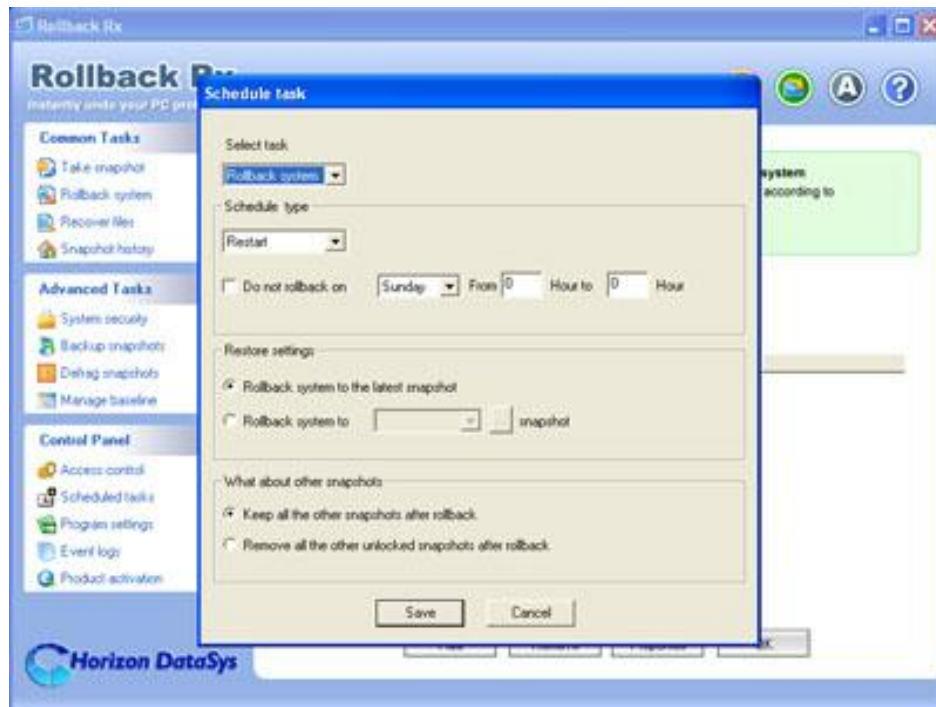 Rollback Rx
Rollback Rx
instantly undo your PC
Common Tasks
Take snapshot
Rollback system
Recover files
Snapshot history
Advanced Tasks
System security
Backup snapshots
Defrag snapshots
Manage baseline
Control Panel
Access control
Scheduled tasks
Program settings
Event logs
Product activation
Horizon DataSys
Schedule task
Select task
Rollback system
Schedule type
Restart
Do not rollback on Sunday From 0 Hour to 0 Hour
Restore settings
Rollback system to the latest snapshot
Rollback system to ... snapshot
What about other snapshots
Keep all the other snapshots after rollback
Remove all the other unlocked snapshots after rollback
Save Cancel
system
according to
A ?